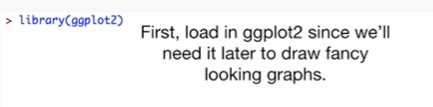 > library(ggplot2)
First, load in ggplot2 since we'll
need it later to draw fancy
looking graphs.